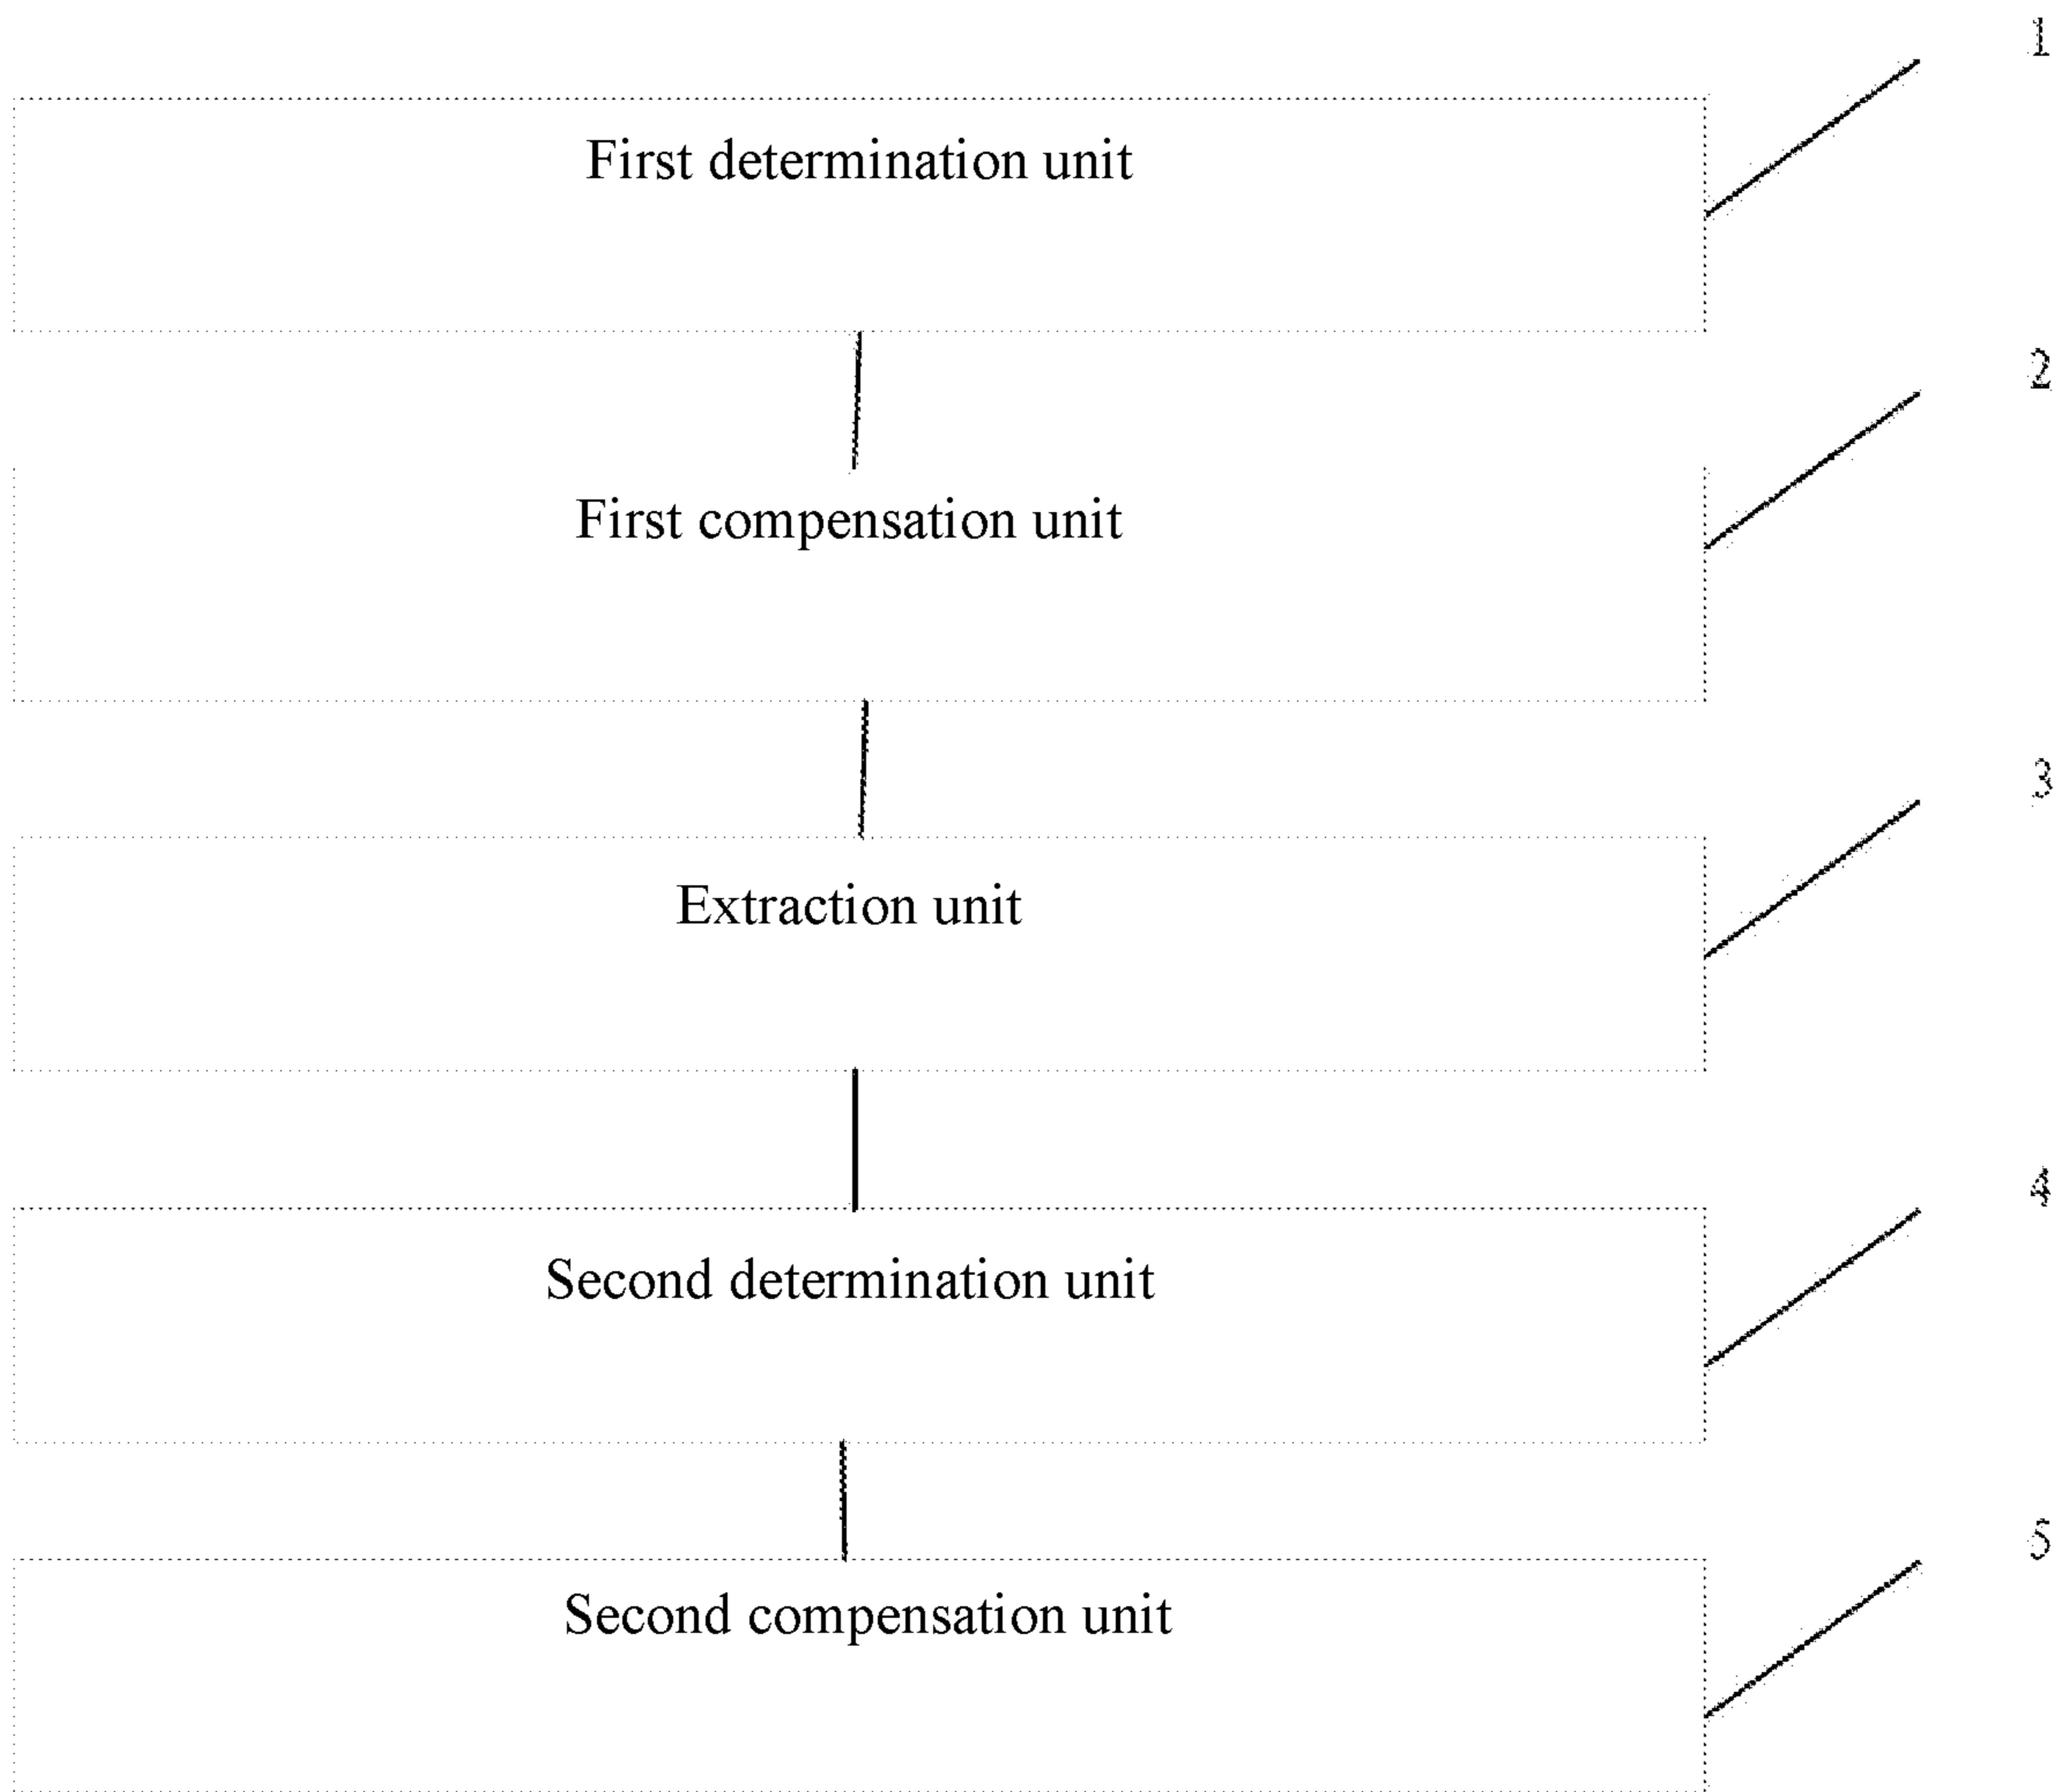 1
First determination unit
2
First compensation unit
3
Extraction unit
4
Second determination unit
5
Second compensation unit